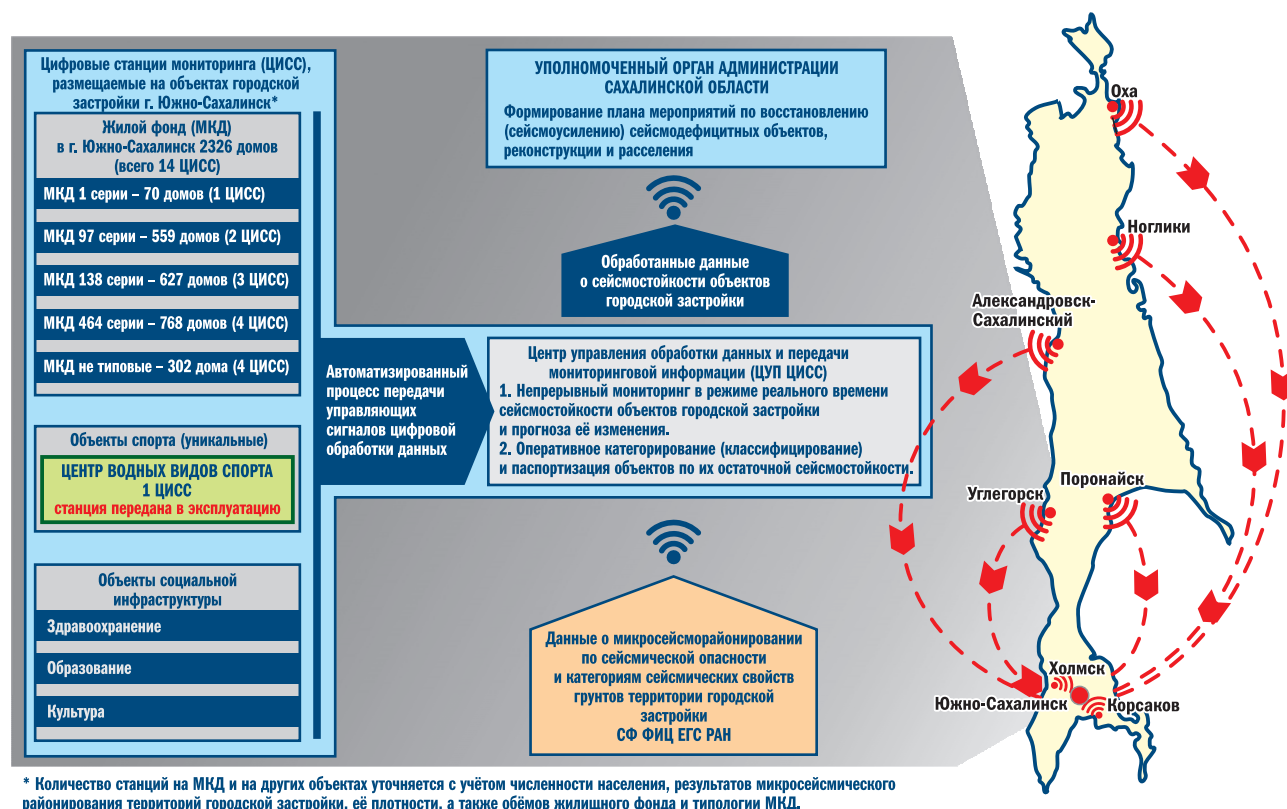 Цифровые станции мониторинга (ЦИСС),
размещаемые на объектах городской
застройки г. Южно-Сахалинск*
Жилой фонд (МКД)
в г. Южно-Сахалинск 2326 домов
(всего 14 ЦИСС)
МКД 1 серии – 70 домов (1 ЦИСС)
МКД 97 серии – 559 домов (2 ЦИСС)
МКД 138 серии – 627 домов (3 ЦИСС)
МКД 464 серии – 768 домов (4 ЦИСС)
МКД не типовые – 302 дома (4 ЦИСС)
Объекты спорта (уникальные)
ЦЕНТР ВОДНЫХ ВИДОВ СПОРТА
1 ЦИСС
станция передана в эксплуатацию
Объекты социальной
инфраструктуры
Здравоохранение
Образование
Культура
Автоматизированный
процесс передачи
управляющих
сигналов цифровой
обработки данных
УПОЛНОМОЧЕННЫЙ ОРГАН АДМИНИСТРАЦИИ
САХАЛИНСКОЙ ОБЛАСТИ
Формирование плана мероприятий по восстановлению
(сейсмоусилению) сейсмодефицитных объектов,
реконструкции и расселения
Обработанные данные
о сейсмостойкости объектов
городской застройки
Центр управления обработки данных и передачи
мониторинговой информации (ЦУП ЦИСС)
1. Непрерывный мониторинг в режиме реального времени
сейсмостойкости объектов городской застройки
и прогноза её изменения.
2. Оперативное категорирование (классифицирование)
и паспортизация объектов по их остаточной сейсмостойкости.
Данные о микросейсморайонировании
по сейсмической опасности
и категориям сейсмических свойств
грунтов территории городской
застройки
СФ ФИЦ ЕГС РАН
Оха
Ноглики
Александровск-
Сахалинский
Углегорск
Поронайск
Холмск
Южно-Сахалинск
Корсаков
* Количество станций на МКД и на других объектах уточняется с учётом численности населения, результатов микросейсмического
районирования территорий городской застройки, её плотности, а также обёмов жилищного фонда и типологии МКД.